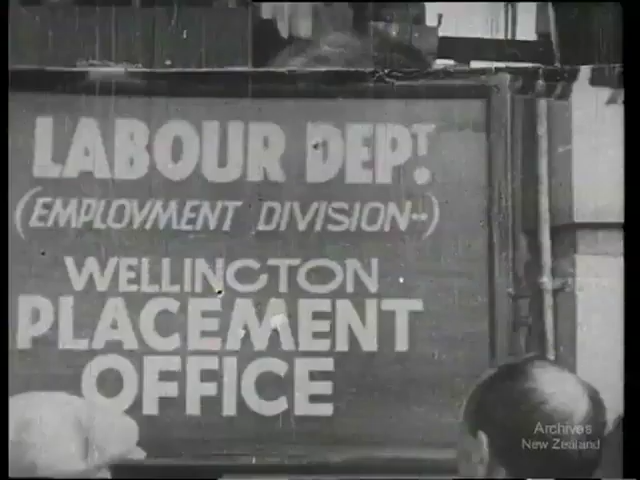 LABOUR DEPT.
(EMPLOYMENT DIVISION--)
WELLINGTON
PLACEMENT
OFFICE
Archives
New Zealand